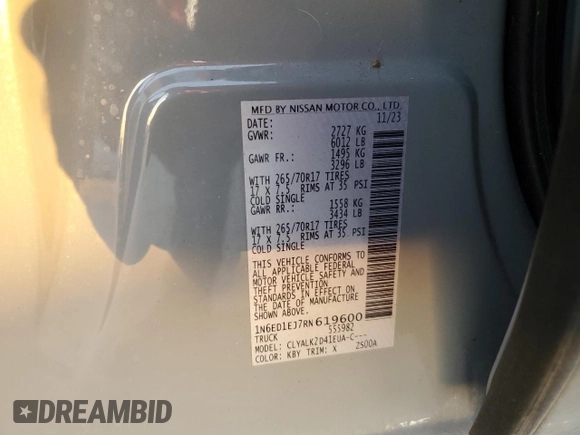 MFD BY NISSAN MOTOR CO., LTD.
DATE: 11/23
GVWR: 2727 KG
6012 LB
GAWR FR.: 1495 KG
3296 LB
WITH 265/70R17 TIRES
17 X 7.5 RIMS AT 35 PSI
COLD SINGLE
GAWR RR.: 1558 KG
3434 LB
WITH 265/70R17 TIRES
17 X 7.5 RIMS AT 35 PSI
COLD SINGLE
THIS VEHICLE CONFORMS TO
ALL APPLICABLE FEDERAL
MOTOR VEHICLE SAFETY AND
THEFT PREVENTION
STANDARDS IN EFFECT ON
THE DATE OF MANUFACTURE
SHOWN ABOVE.
1N6ED1EJ7RN619600
TRUCK 555982
MODEL: CLYALK2D41EUA-C---
COLOR: KBY TRIM: X 2S00A
DREAMBID